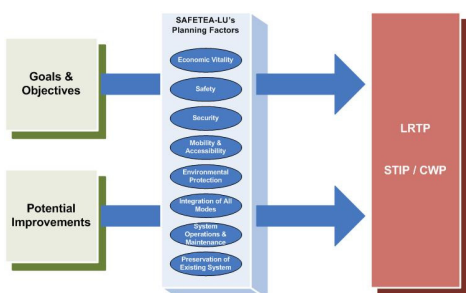 SAFETEA-LU's
Planning Factors
Goals &
Objectives
Economic Vitality
Safety
Security
Mobility &
Accessibility
Environmental
Protection
Integration of All
Modes
System
Operations &
Maintenance
Preservation of
Existing System
Potential
Improvements
LRTP
STIP / CWP